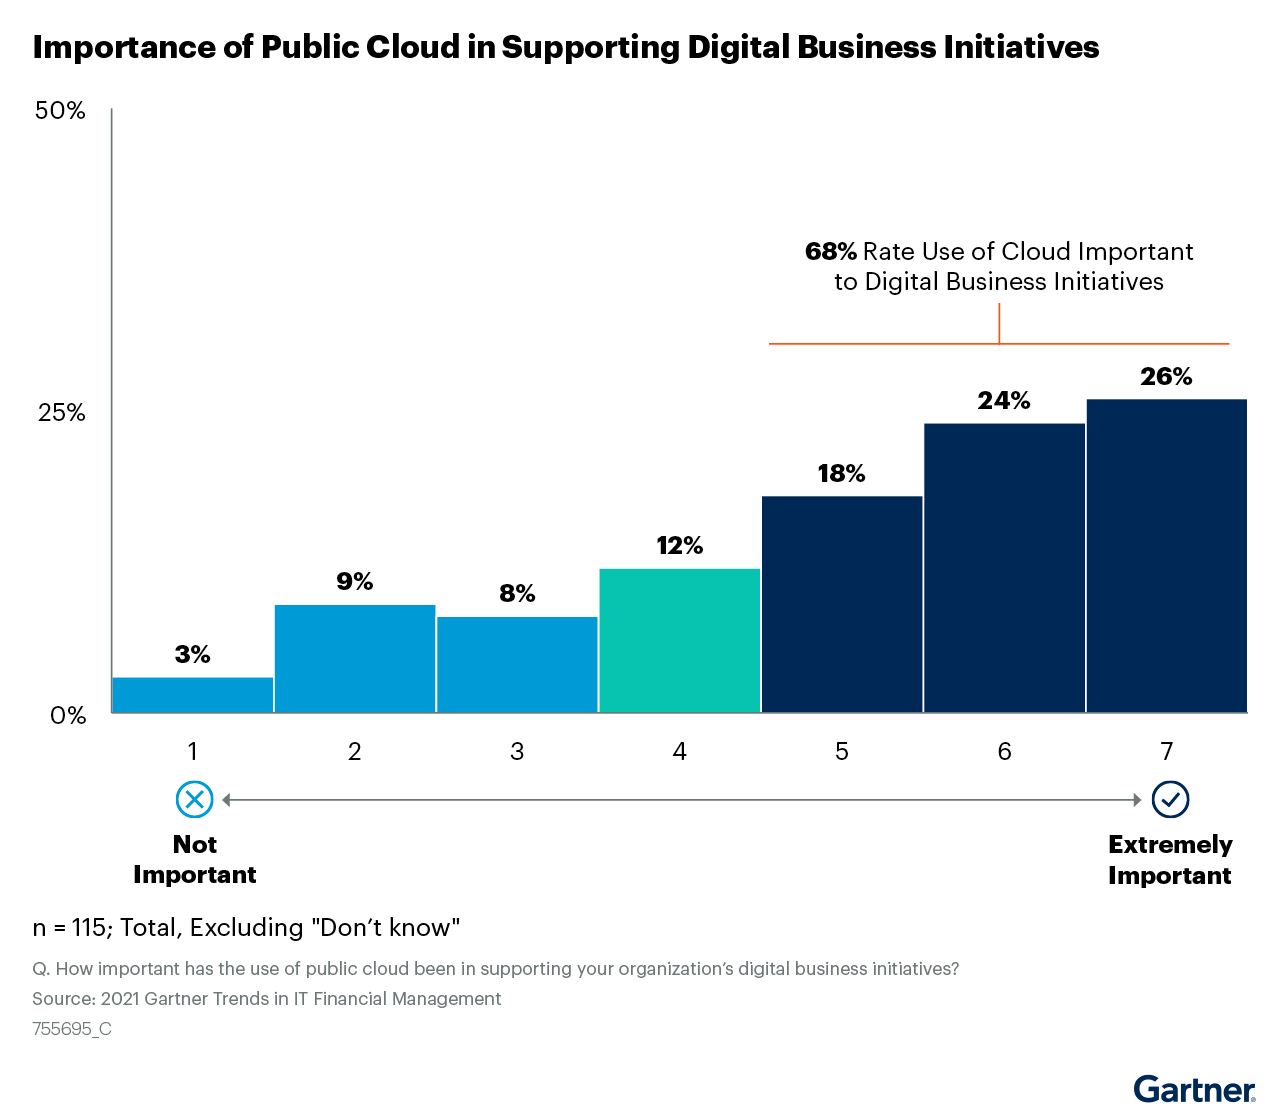 Importance of Public Cloud in Supporting Digital Business Initiatives
50%
68% Rate Use of Cloud Important
to Digital Business Initiatives
26%
24%
25%
18%
12%
9%
8%
3%
0%
1 2 3 4 5 6 7
Not
Important
Extremely
Important
n = 115; Total, Excluding "Don’t know"
Q. How important has the use of public cloud been in supporting your organization’s digital business initiatives?
Source: 2021 Gartner Trends in IT Financial Management
755695_C
Gartner®